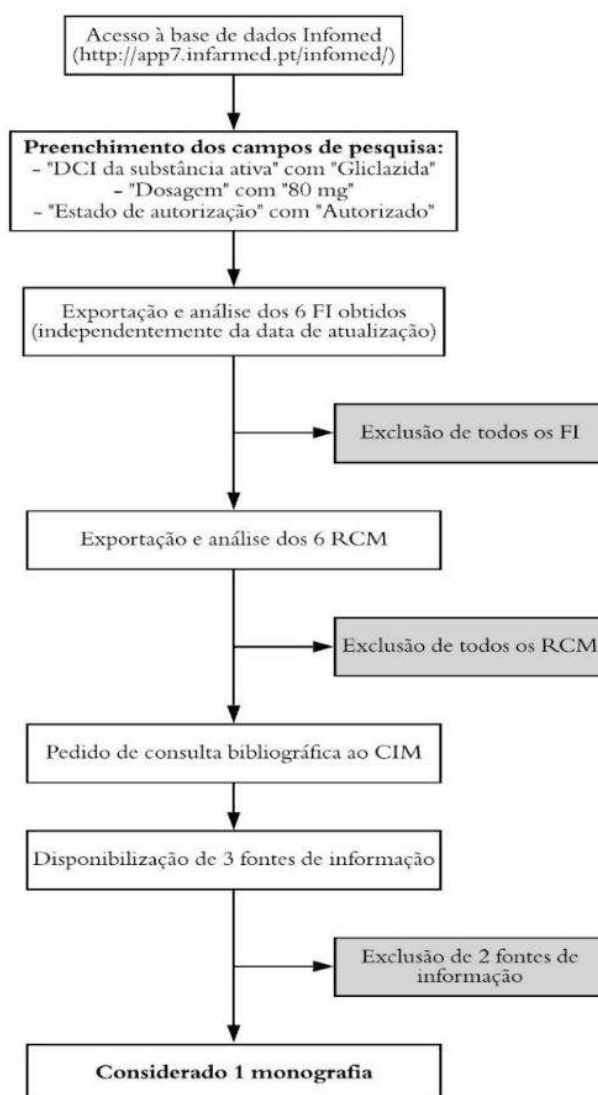 Acesso à base de dados Infomed
(http://app7.infarmed.pt/infomed/)
Preenchimento dos campos de pesquisa:
- "DCI da substância ativa" com "Gliclazida"
- "Dosagem" com "80 mg"
- "Estado de autorização" com "Autorizado"
Exportação e análise dos 6 FI obtidos
(independentemente da data de atualização)
Exclusão de todos os FI
Exportação e análise dos 6 RCM
Exclusão de todos os RCM
Pedido de consulta bibliográfica ao CIM
Disponibilização de 3 fontes de informação
Exclusão de 2 fontes de
informação
Considerado 1 monografia